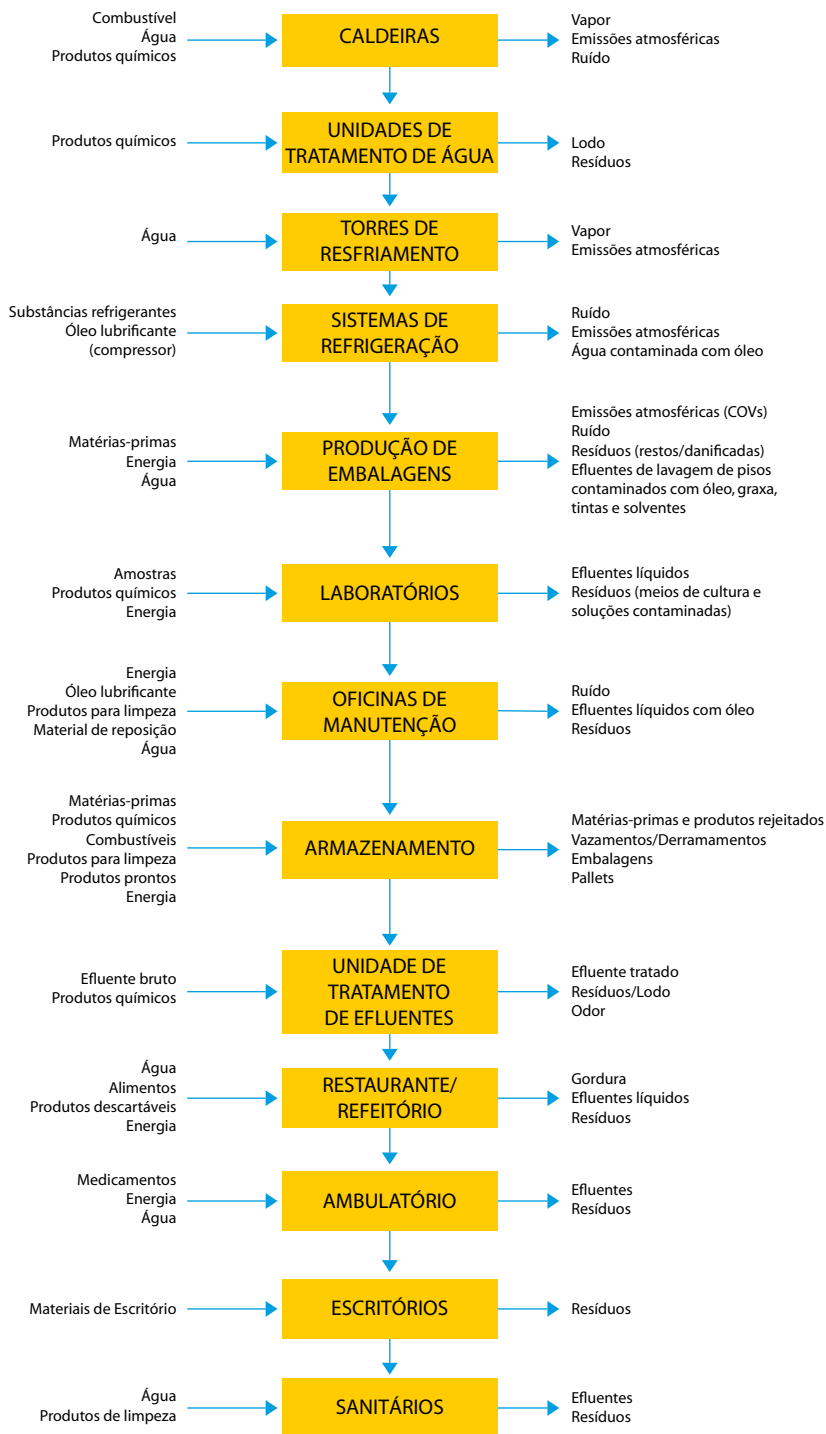 Combustível
Água
Produtos químicos
CALDEIRAS
Vapor
Emissões atmosféricas
Ruído
Produtos químicos
UNIDADES DE
TRATAMENTO DE ÁGUA
Lodo
Resíduos
Água
TORRES DE
RESFRIAMENTO
Vapor
Emissões atmosféricas
Substâncias refrigerantes
Óleo lubrificante
(compressor)
SISTEMAS DE
REFRIGERAÇÃO
Ruído
Emissões atmosféricas
Água contaminada com óleo
Matérias-primas
Energia
Água
PRODUÇÃO DE
EMBALAGENS
Emissões atmosféricas (COVs)
Ruído
Resíduos (restos/danificadas)
Efluentes de lavagem de pisos
contaminados com óleo, graxa,
tintas e solventes
Amostras
Produtos químicos
Energia
LABORATÓRIOS
Efluentes líquidos
Resíduos (meios de cultura e
soluções contaminadas)
Energia
Óleo lubrificante
Produtos para limpeza
Material de reposição
Água
OFICINAS DE
MANUTENÇÃO
Ruído
Efluentes líquidos com óleo
Resíduos
Matérias-primas
Produtos químicos
Combustíveis
Produtos para limpeza
Produtos prontos
Energia
ARMAZENAMENTO
Matérias-primas e produtos rejeitados
Vazamentos/Derramamentos
Embalagens
Pallets
Efluente bruto
Produtos químicos
UNIDADE DE
TRATAMENTO
DE EFLUENTES
Efluente tratado
Resíduos/Lodo
Odor
Água
Alimentos
Produtos descartáveis
Energia
RESTAURANTE/
REFEITÓRIO
Gordura
Efluentes líquidos
Resíduos
Medicamentos
Energia
Água
AMBULATÓRIO
Efluentes
Resíduos
Materiais de Escritório
ESCRITÓRIOS
Resíduos
Água
Produtos de limpeza
SANITÁRIOS
Efluentes
Resíduos